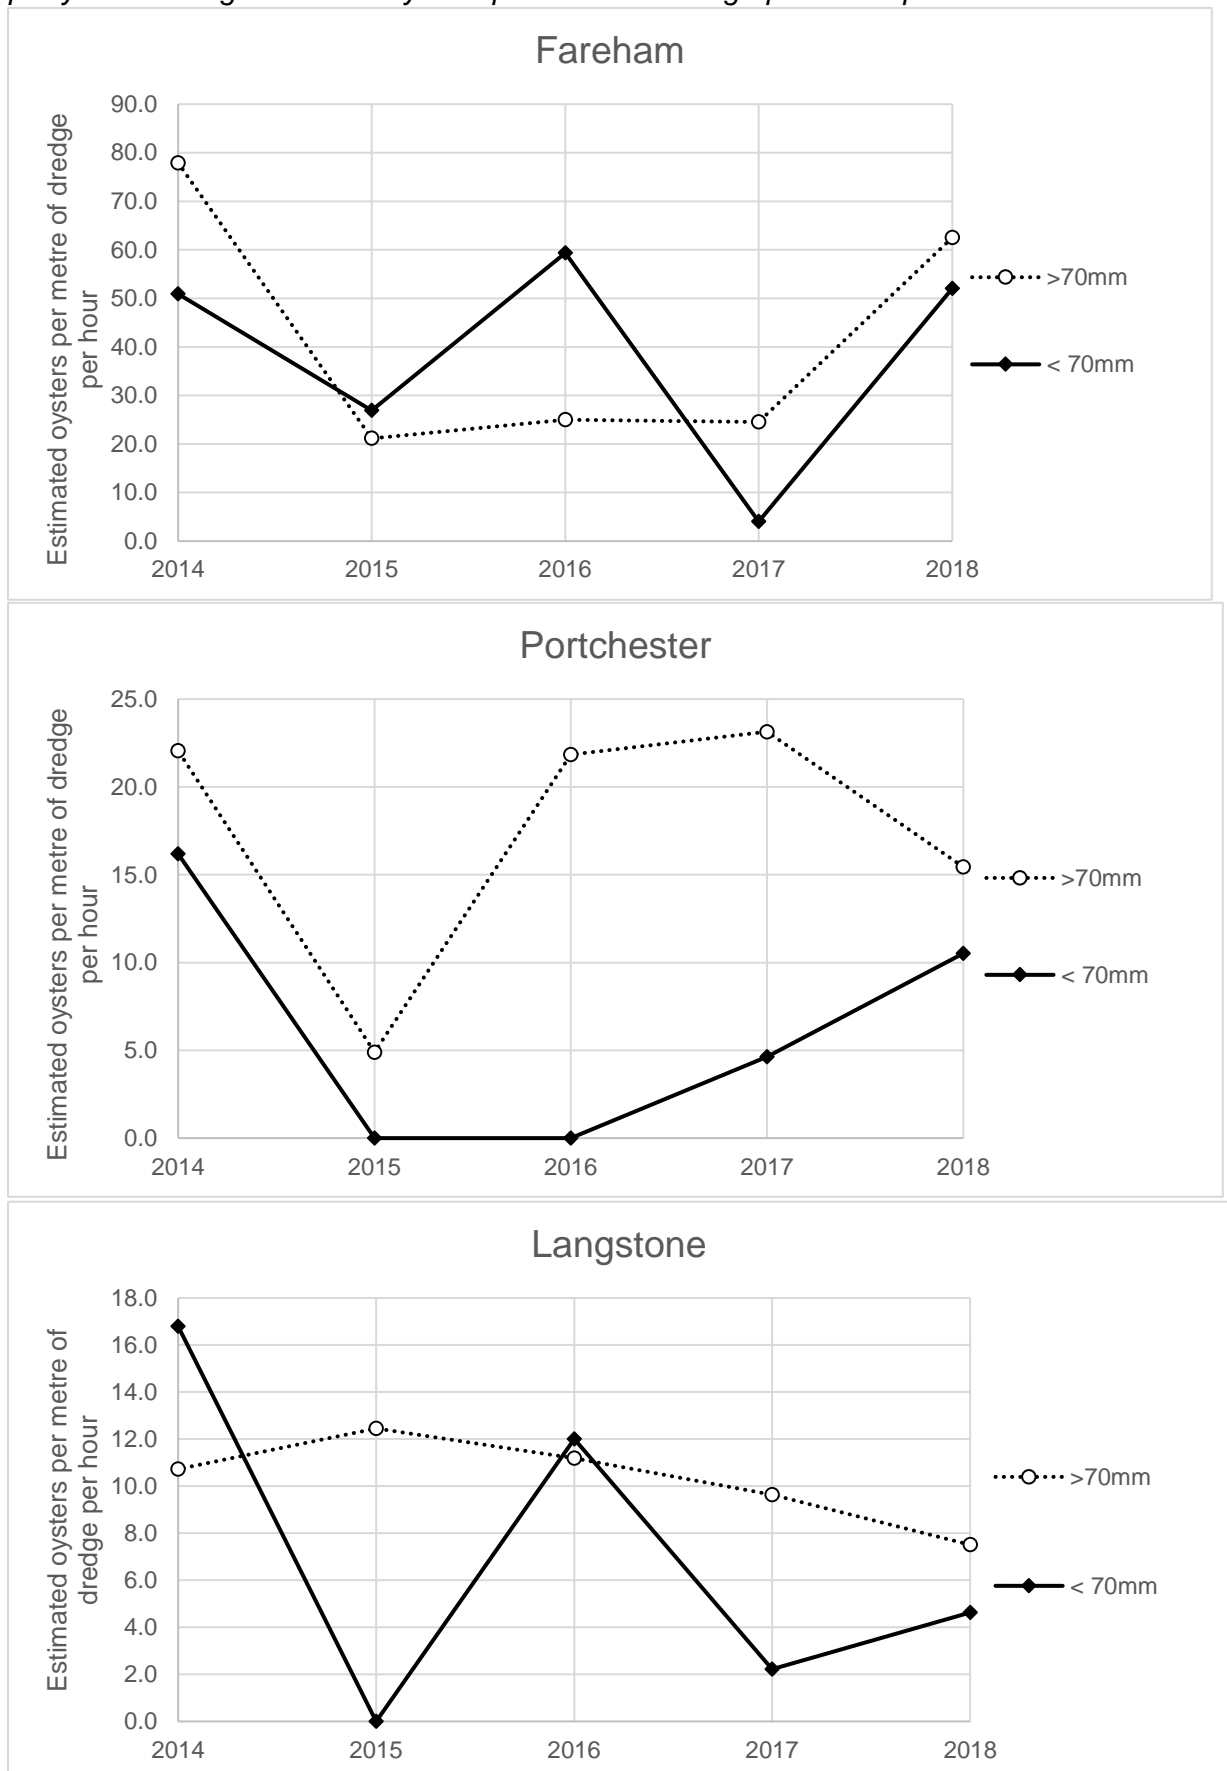 Fareham
90.0
80.0
70.0
60.0
50.0
40.0
30.0
20.0
10.0
0.0
Estimated oysters per metre of dredge
per hour
2014 2015 2016 2017 2018
>70mm
< 70mm
Portchester
25.0
20.0
15.0
10.0
5.0
0.0
Estimated oysters per metre of dredge
per hour
2014 2015 2016 2017 2018
>70mm
< 70mm
Langstone
18.0
16.0
14.0
12.0
10.0
8.0
6.0
4.0
2.0
0.0
Estimated oysters per metre of
dredge per hour
2014 2015 2016 2017 2018
>70mm
< 70mm